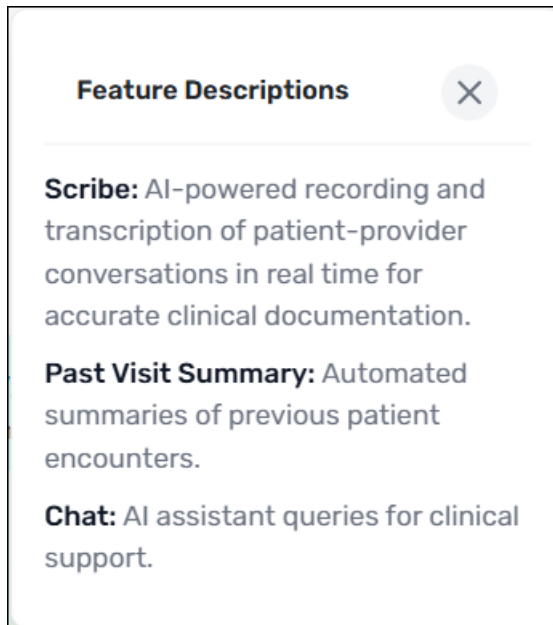 Feature Descriptions
Scribe: AI-powered recording and
transcription of patient-provider
conversations in real time for
accurate clinical documentation.
Past Visit Summary: Automated
summaries of previous patient
encounters.
Chat: AI assistant queries for clinical
support.